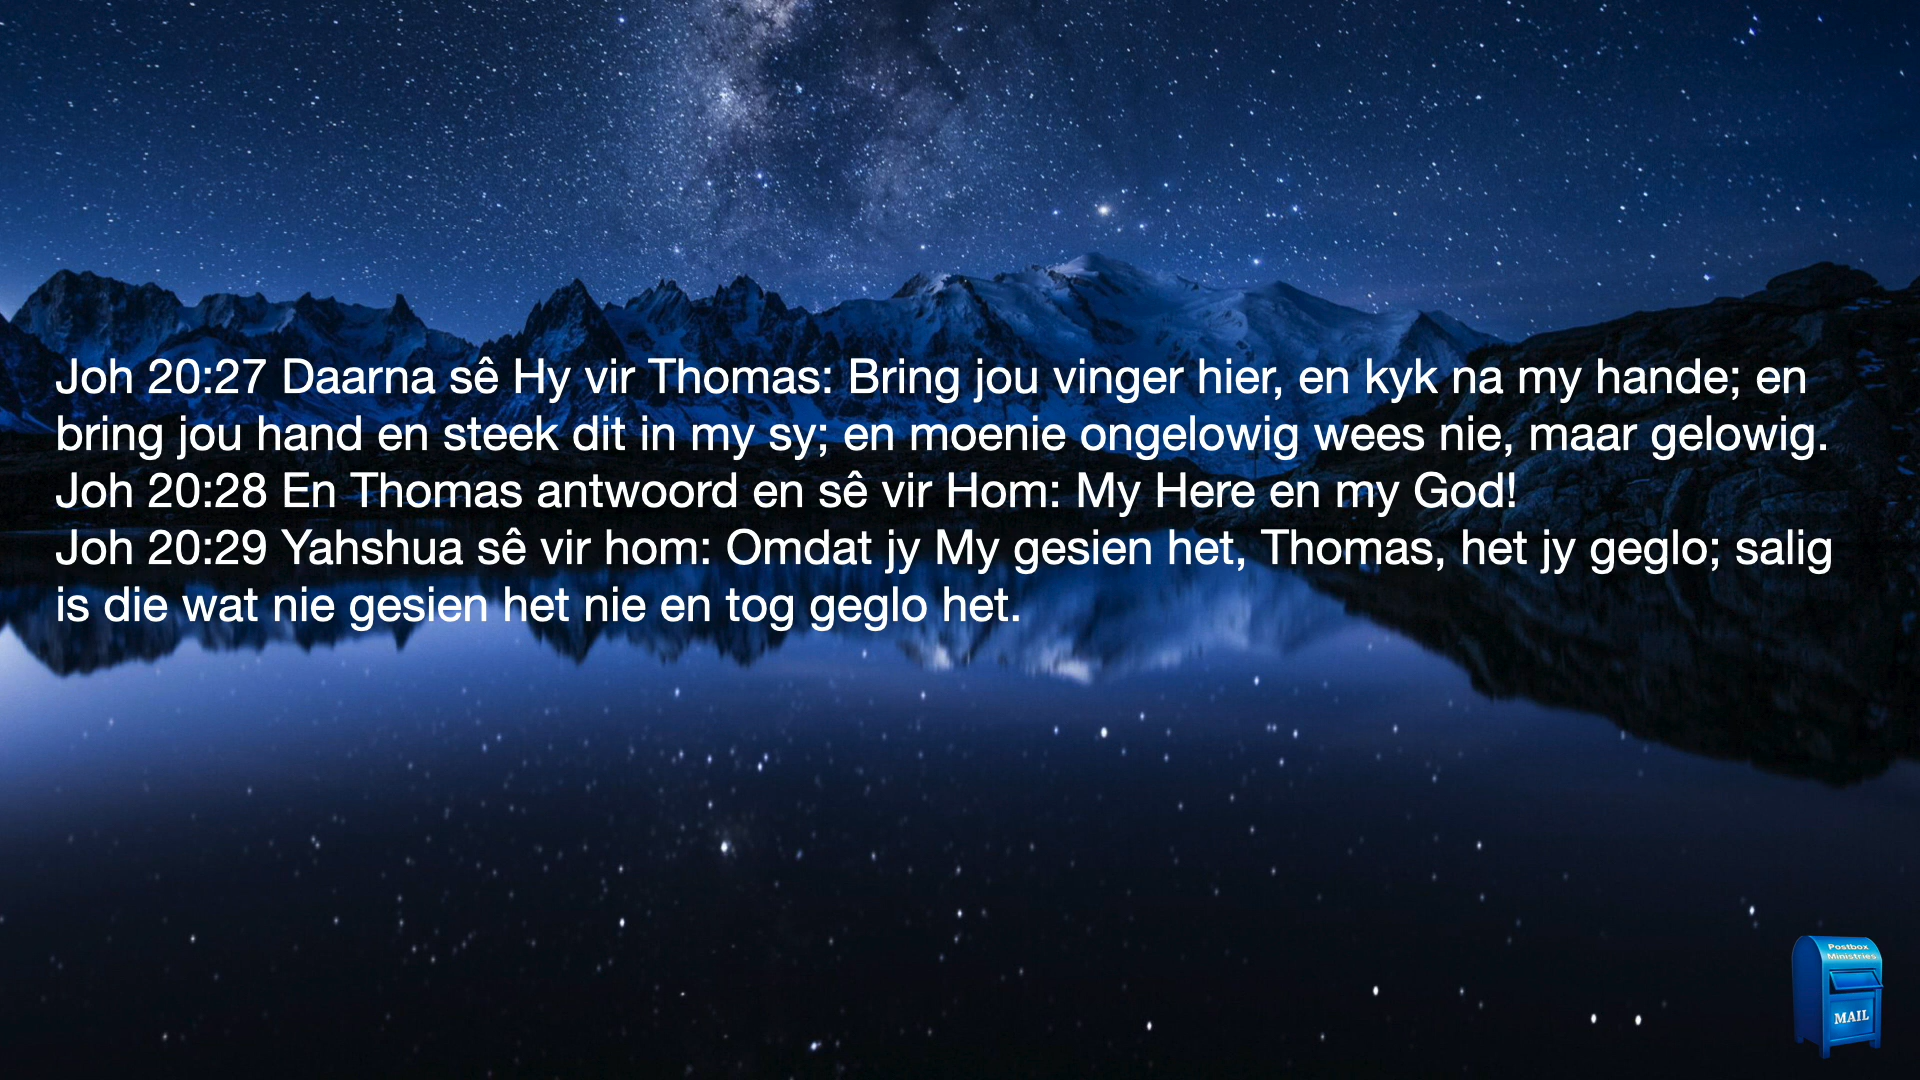 Joh 20:27 Daarna sê Hy vir Thomas: Bring jou vinger hier, en kyk na my hande; en
bring jou hand en steek dit in my sy; en moenie ongelowig wees nie, maar gelowig.
Joh 20:28 En Thomas antwoord en sê vir Hom: My Here en my God!
Joh 20:29 Yahshua sê vir hom: Omdat jy My gesien het, Thomas, het jy geglo; salig
is die wat nie gesien het nie en tog geglo het.
Postbox
Ministries
MAIL